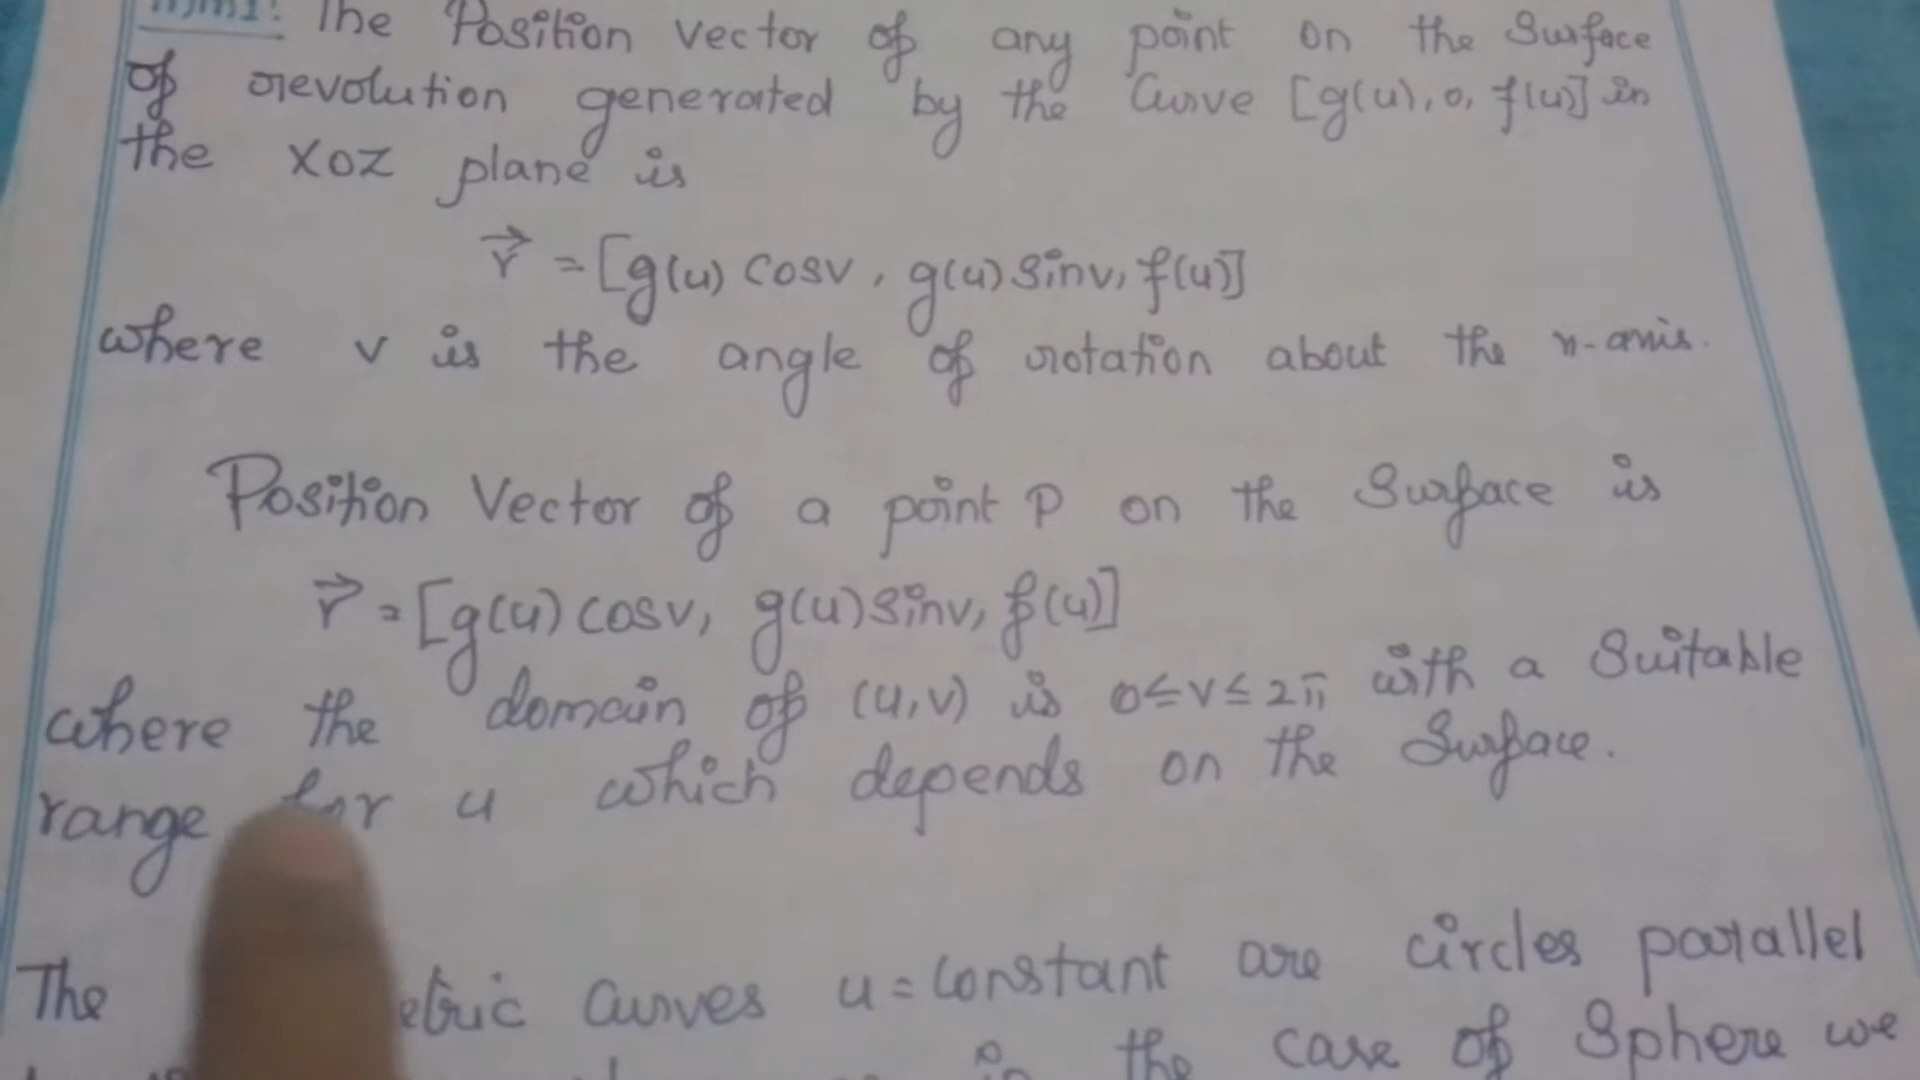 The Position vector of any point on the Surface
of revolution generated by the Curve [g(u), 0, f(u)] in
the XOZ plane is
r⃗ = [g(u) cosv, g(u) sinv, f(u)]
where v is the angle of rotation about the x-axis.
Position Vector of a point P on the Surface is
r⃗ = [g(u) cosv, g(u) sinv, f(u)]
where the domain of (u,v) is 0≤v≤2π with a Suitable
range for u which depends on the Surface.
The etric Curves u = constant are circles parallel
in the case of Sphere we